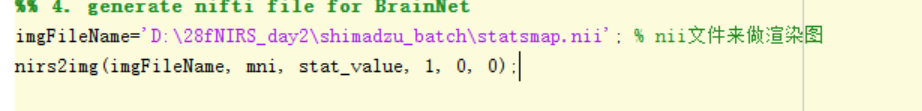 %% 4. generate nifti file for BrainNet
imgFileName='D:\28fNIRS_day2\shimadzu_batch\statsmap.nii'; % nii文件来做渲染图
nirs2img(imgFileName, mni, stat_value, 1, 0, 0);